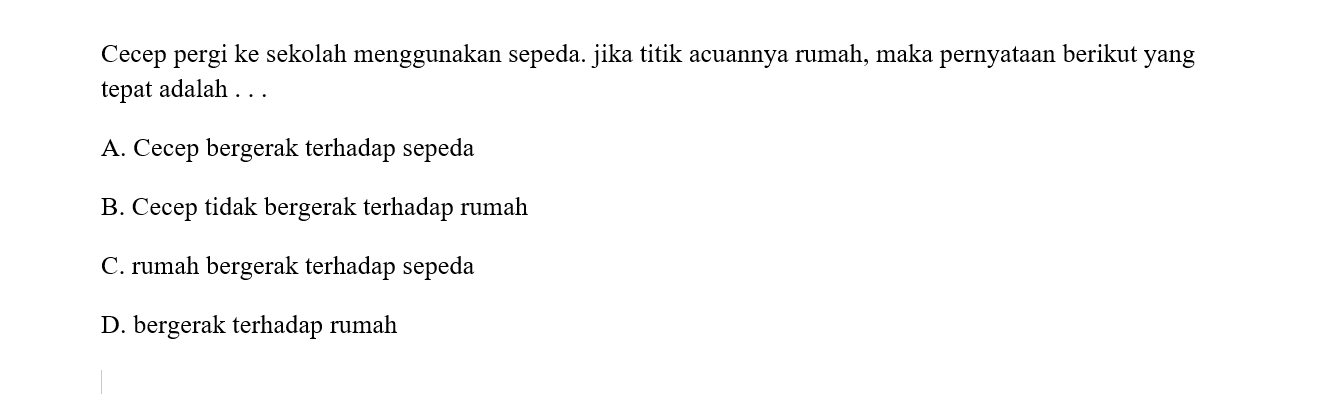 Cecep pergi ke sekolah menggunakan sepeda. jika titik acuannya rumah, maka pernyataan berikut yang
tepat adalah . . .
A. Cecep bergerak terhadap sepeda
B. Cecep tidak bergerak terhadap rumah
C. rumah bergerak terhadap sepeda
D. bergerak terhadap rumah